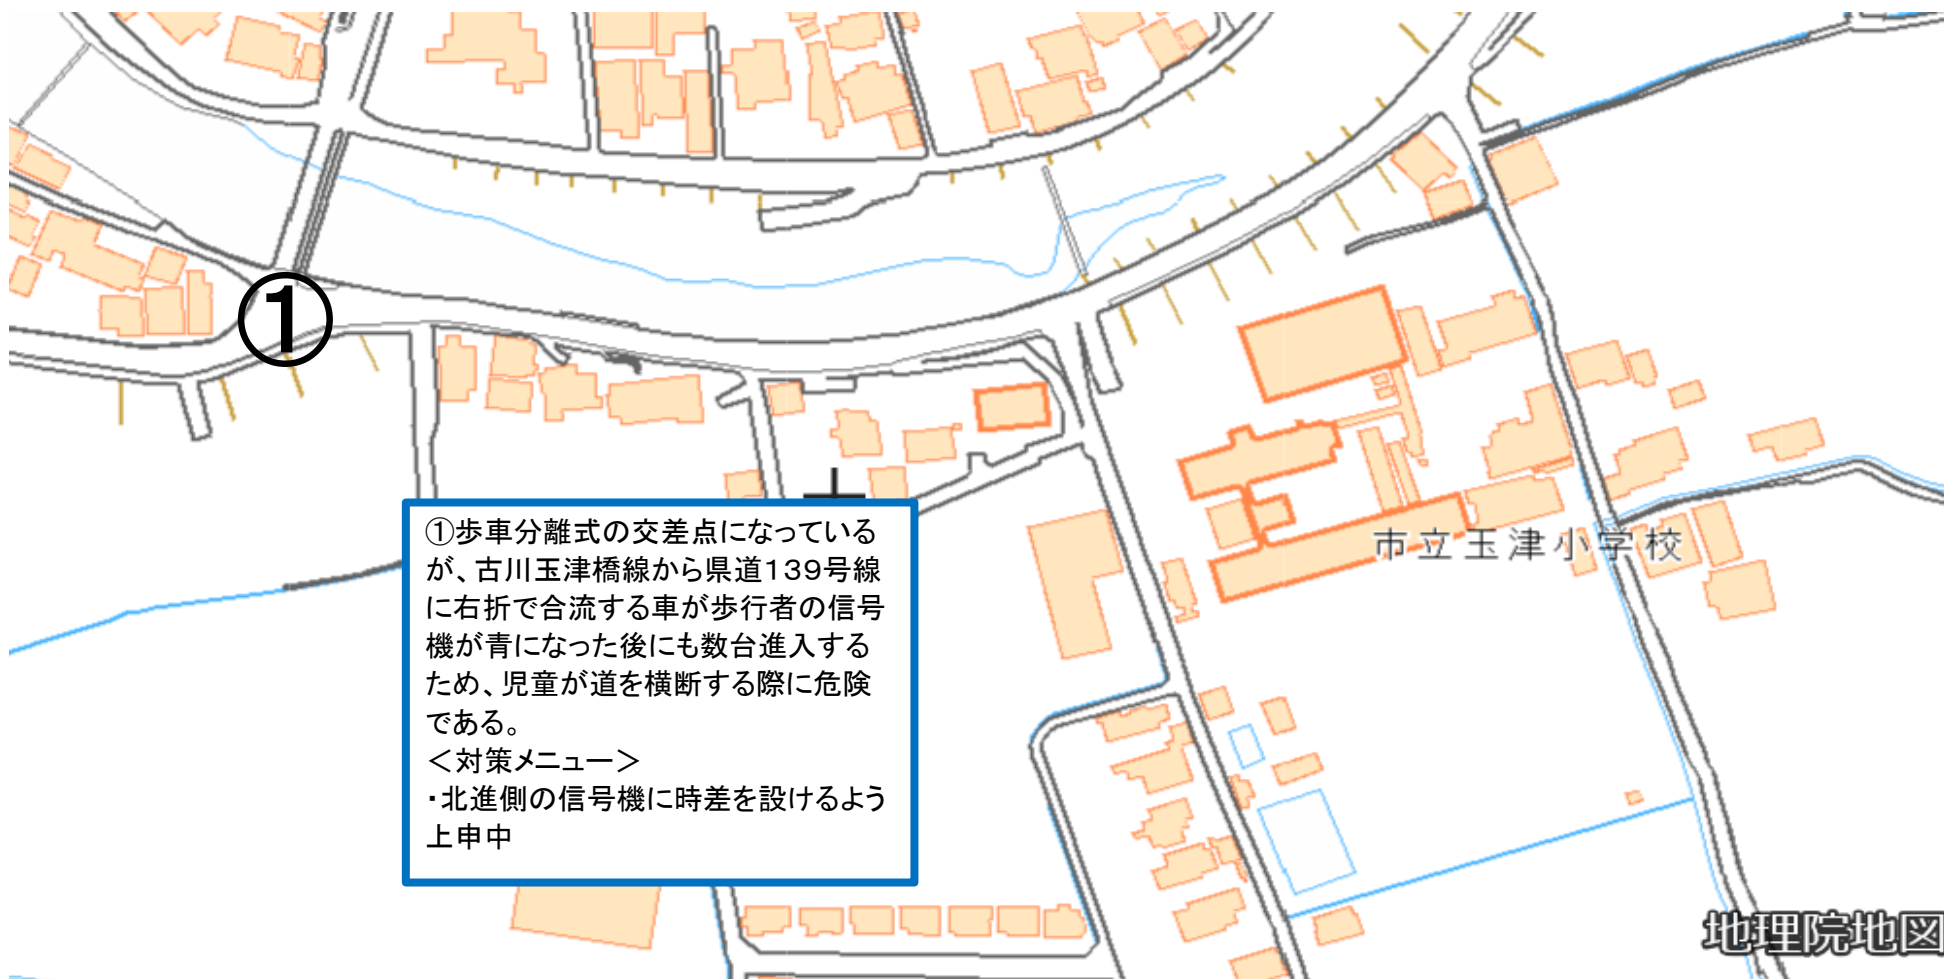 ①
①歩車分離式の交差点になっている
が、古川玉津橋線から県道139号線
に右折で合流する車が歩行者の信号
機が青になった後にも数台進入する
ため、児童が道を横断する際に危険
である。
＜対策メニュー＞
・北進側の信号機に時差を設けるよう
上申中
市立玉津小学校
地理院地図